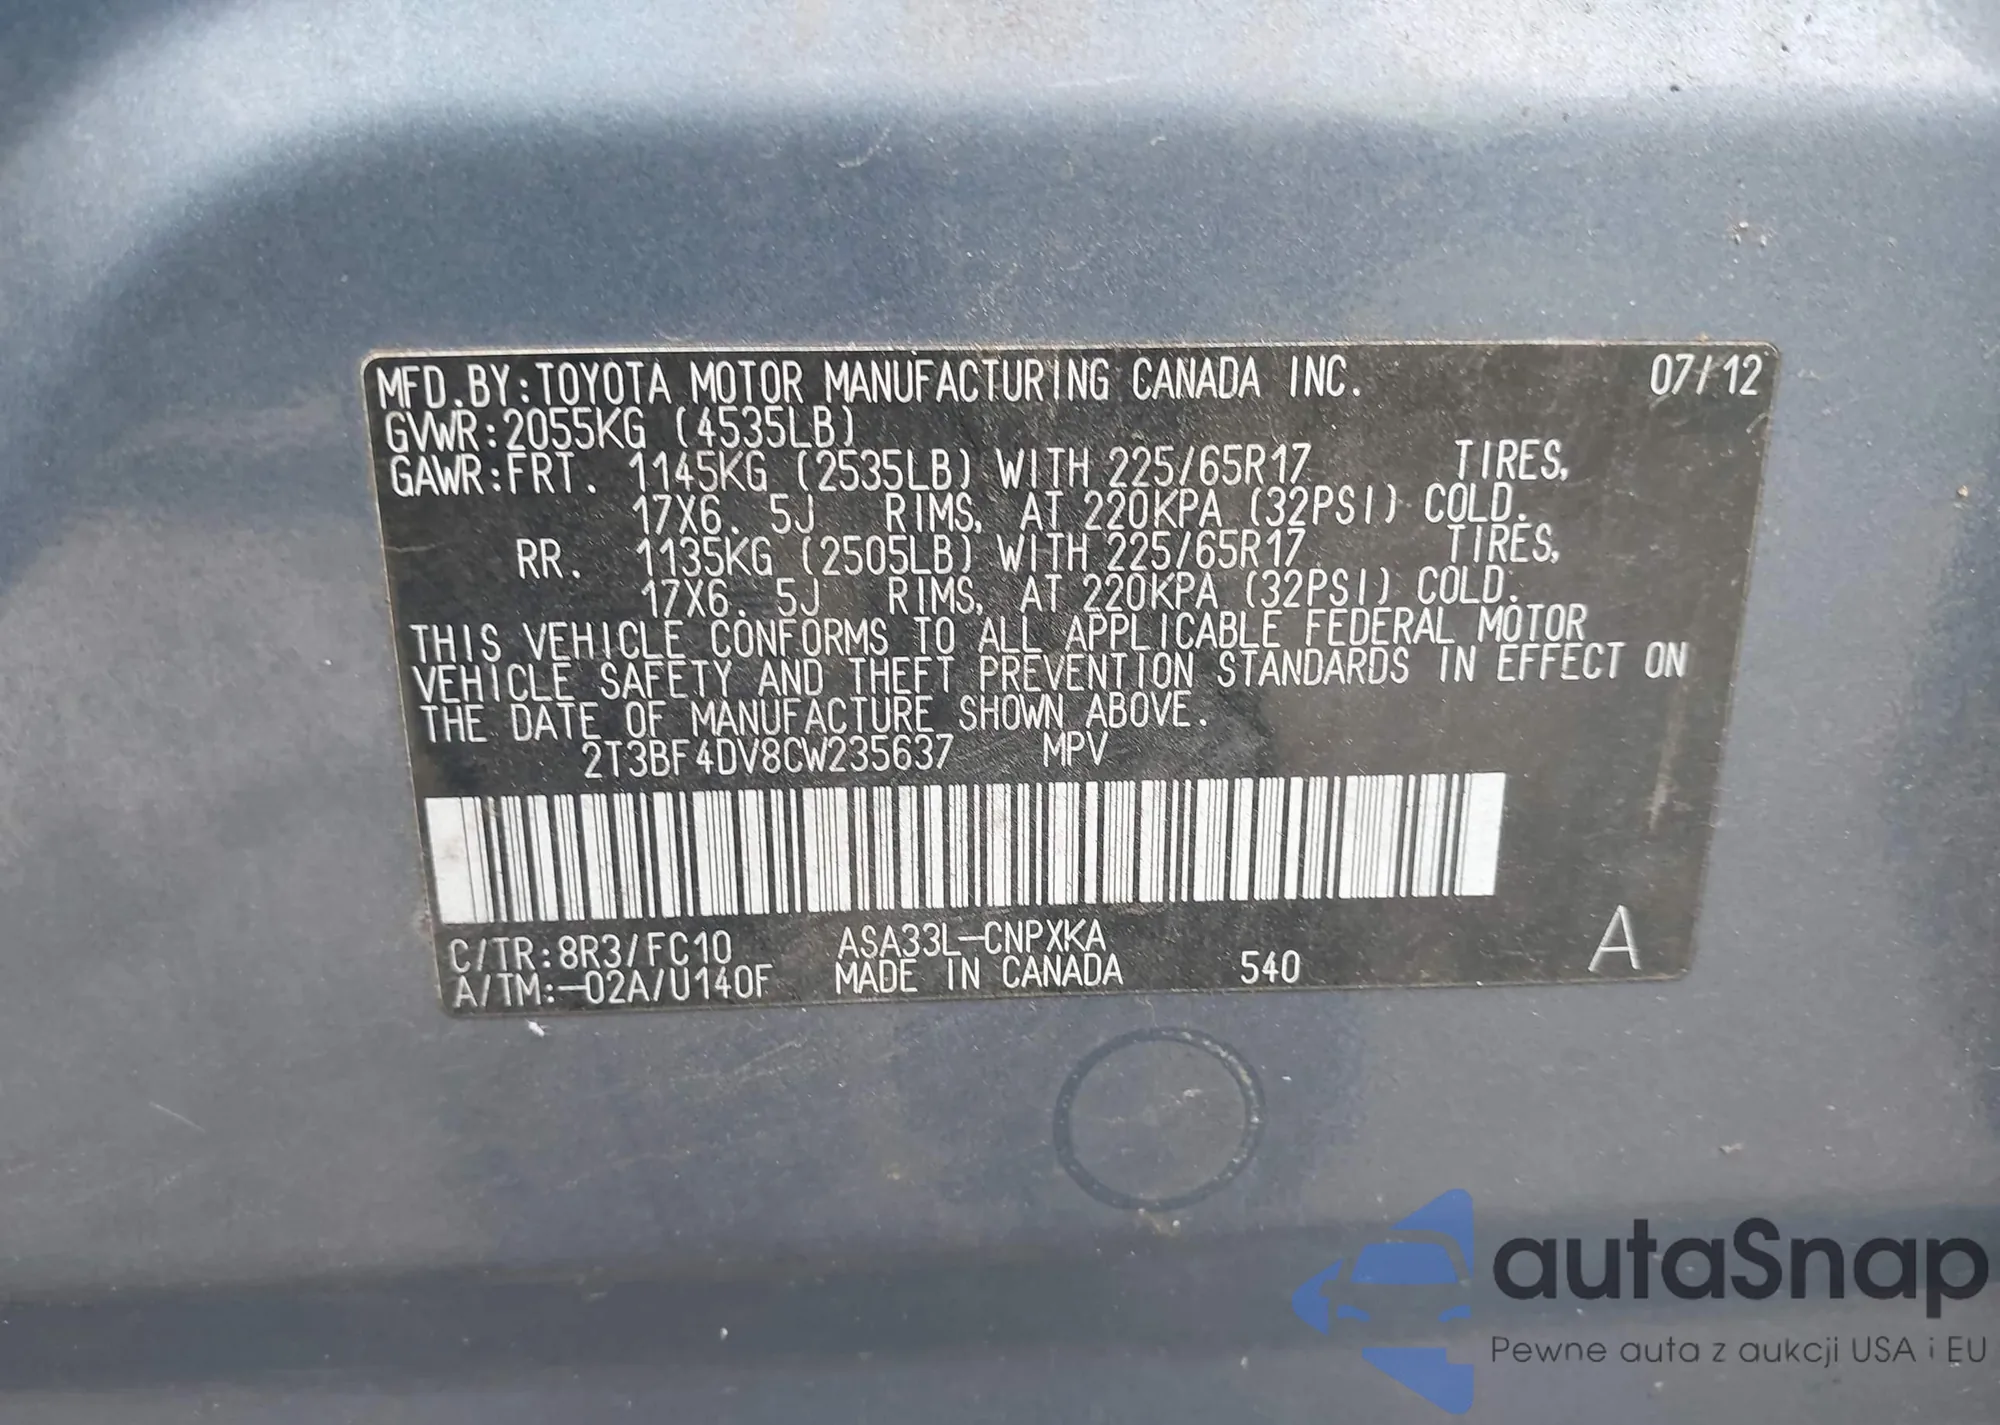 MFD.BY:TOYOTA MOTOR MANUFACTURING CANADA INC. 07/12
GVWR:2055KG (4535LB)
GAWR:FRT. 1145KG (2535LB) WITH 225/65R17 TIRES,
17X6. 5J RIMS, AT 220KPA (32PSI) COLD.
RR. 1135KG (2505LB) WITH 225/65R17 TIRES,
17X6. 5J RIMS, AT 220KPA (32PSI) COLD.
THIS VEHICLE CONFORMS TO ALL APPLICABLE FEDERAL MOTOR
VEHICLE SAFETY AND THEFT PREVENTION STANDARDS IN EFFECT ON
THE DATE OF MANUFACTURE SHOWN ABOVE.
2T3BF4DV8CW235637 MPV
C/TR:8R3/FC10 ASA33L-CNPXKA
A/TM:-02A/U140F MADE IN CANADA 540 A
autaSnap
Pewne auta z aukcji USA i EU